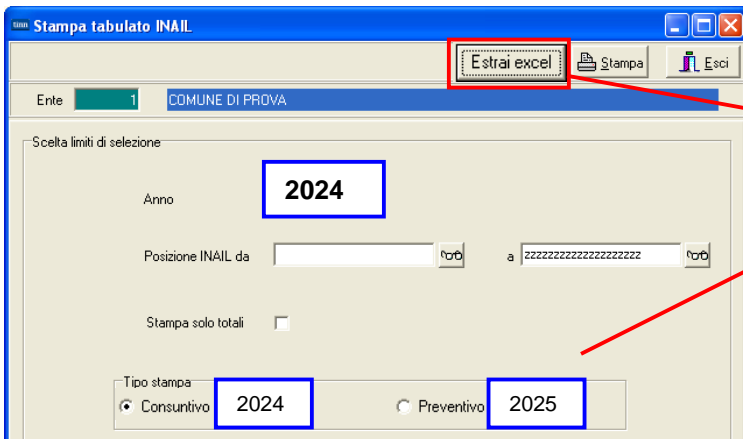 tinn Stampa tabulato INAIL
Estrai excel Stampa Esci
Ente 1 COMUNE DI PROVA
Scelta limiti di selezione
Anno 2024
Posizione INAIL da a zzzzzzzzzzzzzzzzzzzz
Stampa solo totali
Tipo stampa
Consuntivo 2024 Preventivo 2025